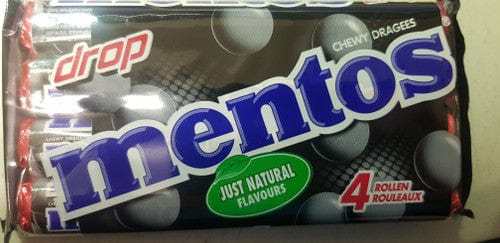 drop
CHEWY DRAGEES
mentos
JUST NATURAL
FLAVOURS
4 ROLLEN
ROULEAUX